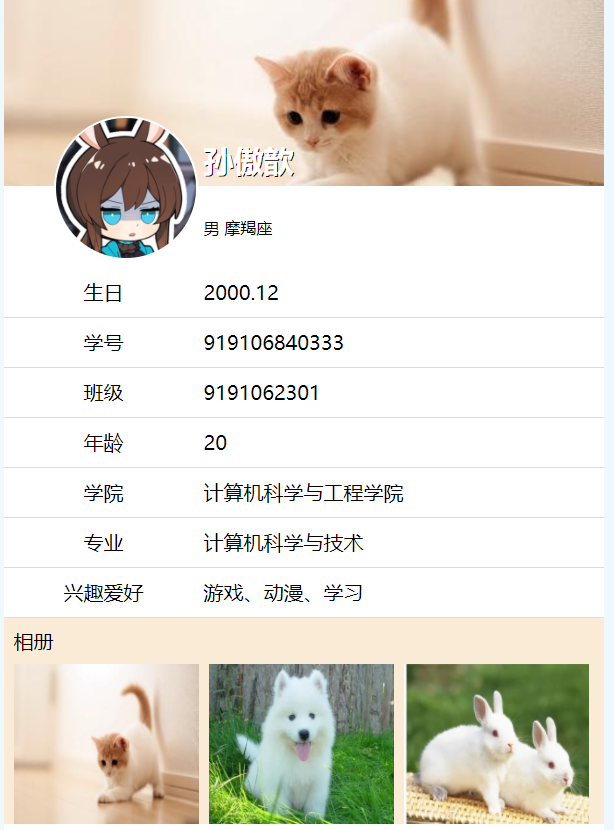 孙傲歆
男 摩羯座
生日 2000.12
学号 919106840333
班级 9191062301
年龄 20
学院 计算机科学与工程学院
专业 计算机科学与技术
兴趣爱好 游戏、动漫、学习
相册